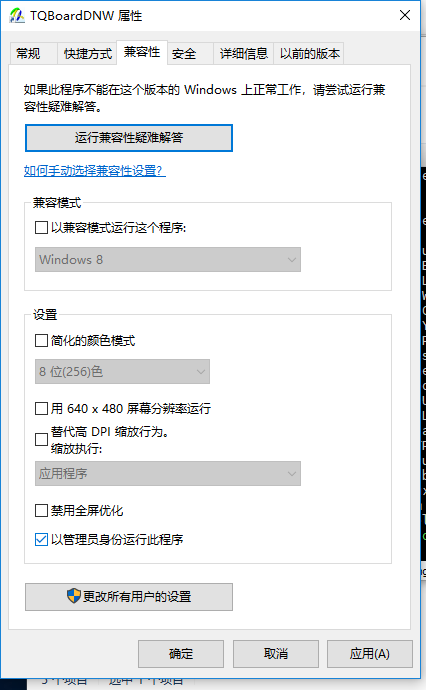 TQBoardDNW 属性
常规
快捷方式
兼容性
安全
详细信息
以前的版本
如果此程序不能在这个版本的 Windows 上正常工作，请尝试运行兼
容性疑难解答。
运行兼容性疑难解答
如何手动选择兼容性设置?
兼容模式
以兼容模式运行这个程序:
Windows 8
设置
简化的颜色模式
8 位(256)色
用 640 x 480 屏幕分辨率运行
替代高 DPI 缩放行为。
缩放执行:
应用程序
禁用全屏优化
以管理员身份运行此程序
更改所有用户的设置
确定
取消
应用(A)